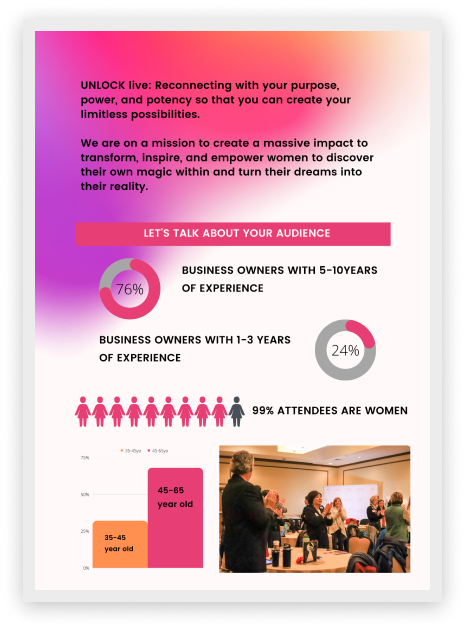 UNLOCK live: Reconnecting with your purpose,
power, and potency so that you can create your
limitless possibilities.
We are on a mission to create a massive impact to
transform, inspire, and empower women to discover
their own magic within and turn their dreams into
their reality.
LET'S TALK ABOUT YOUR AUDIENCE
76%
BUSINESS OWNERS WITH 5-10YEARS
OF EXPERIENCE
BUSINESS OWNERS WITH 1-3 YEARS
OF EXPERIENCE
24%
99% ATTENDEES ARE WOMEN
35-45yo 45-65yo
75%
50%
25%
0%
45-65
year old
35-45
year old